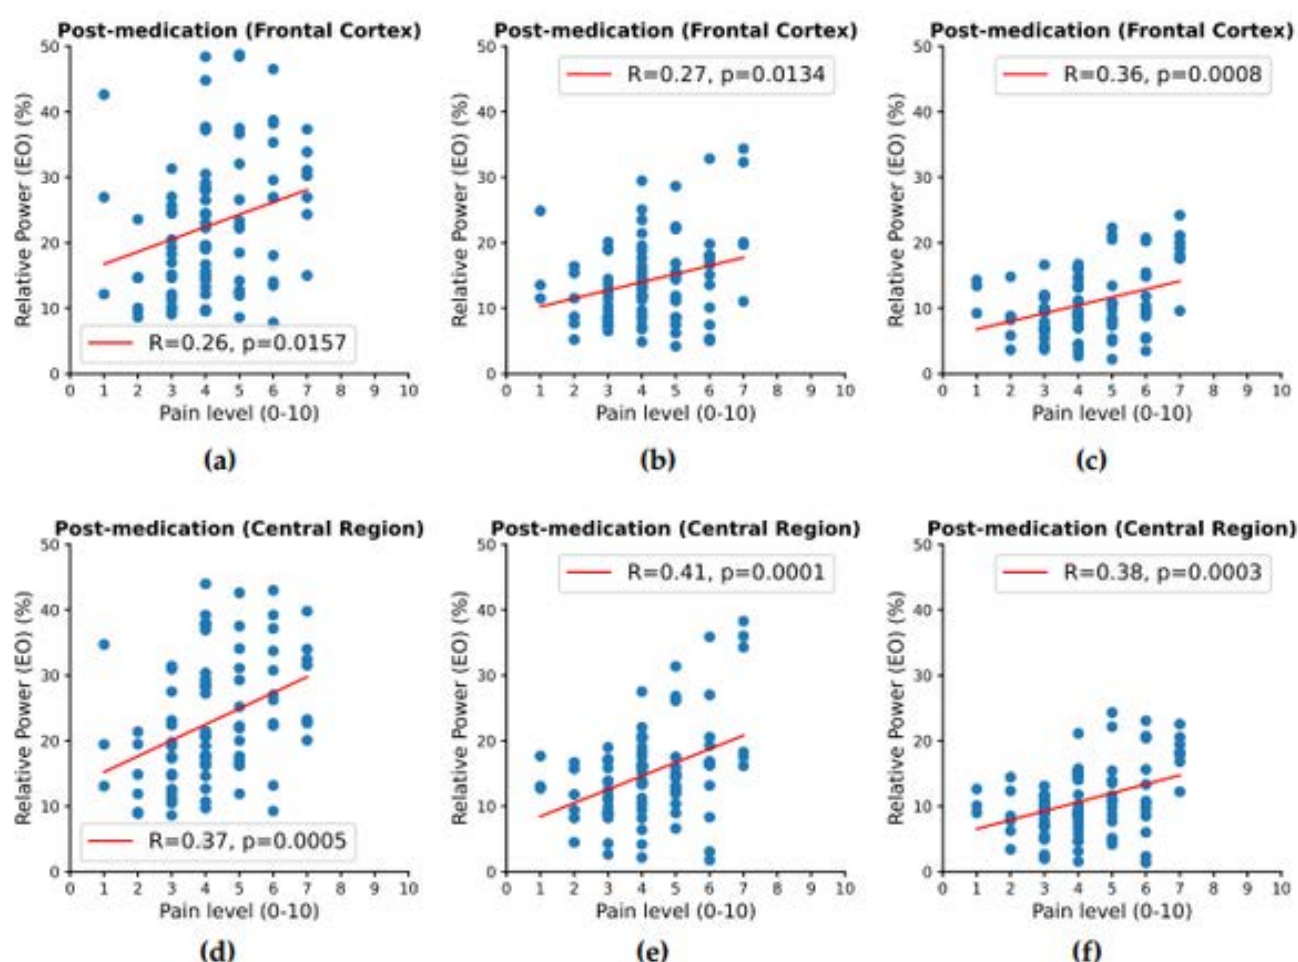 Post-medication (Frontal Cortex)
50
40
30
20
10
0
Relative Power (EO) (%)
R=0.26, p=0.0157
0 1 2 3 4 5 6 7 8 9 10
Pain level (0-10)
(a)
Post-medication (Frontal Cortex)
50
40
30
20
10
0
Relative Power (EO) (%)
R=0.27, p=0.0134
0 1 2 3 4 5 6 7 8 9 10
Pain level (0-10)
(b)
Post-medication (Frontal Cortex)
50
40
30
20
10
0
Relative Power (EO) (%)
R=0.36, p=0.0008
0 1 2 3 4 5 6 7 8 9 10
Pain level (0-10)
(c)
Post-medication (Central Region)
50
40
30
20
10
0
Relative Power (EO) (%)
R=0.37, p=0.0005
0 1 2 3 4 5 6 7 8 9 10
Pain level (0-10)
(d)
Post-medication (Central Region)
50
40
30
20
10
0
Relative Power (EO) (%)
R=0.41, p=0.0001
0 1 2 3 4 5 6 7 8 9 10
Pain level (0-10)
(e)
Post-medication (Central Region)
50
40
30
20
10
0
Relative Power (EO) (%)
R=0.38, p=0.0003
0 1 2 3 4 5 6 7 8 9 10
Pain level (0-10)
(f)